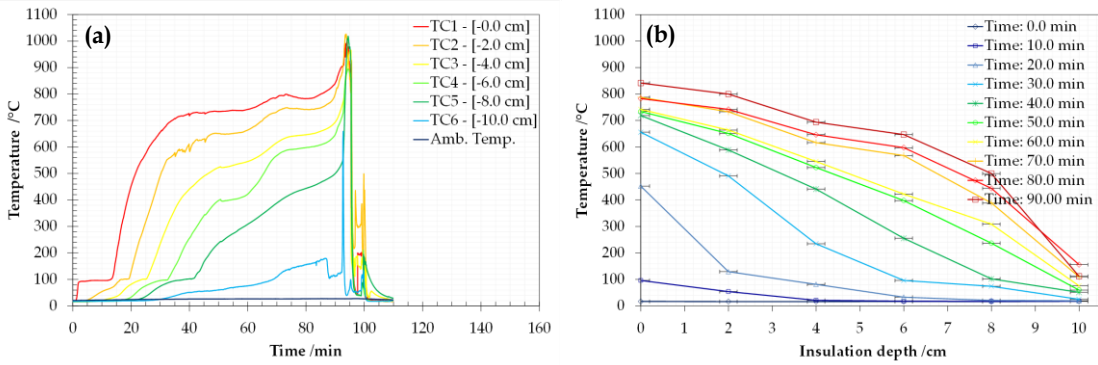 (a)
Temperature /°C
1100
1000
900
800
700
600
500
400
300
200
100
0
0 20 40 60 80 100 120 140 160
Time /min
TC1 - [-0.0 cm]
TC2 - [-2.0 cm]
TC3 - [-4.0 cm]
TC4 - [-6.0 cm]
TC5 - [-8.0 cm]
TC6 - [-10.0 cm]
Amb. Temp.
(b)
Temperature /°C
1100
1000
900
800
700
600
500
400
300
200
100
0
0 1 2 3 4 5 6 7 8 9 10
Insulation depth /cm
Time: 0.0 min
Time: 10.0 min
Time: 20.0 min
Time: 30.0 min
Time: 40.0 min
Time: 50.0 min
Time: 60.0 min
Time: 70.0 min
Time: 80.0 min
Time: 90.00 min